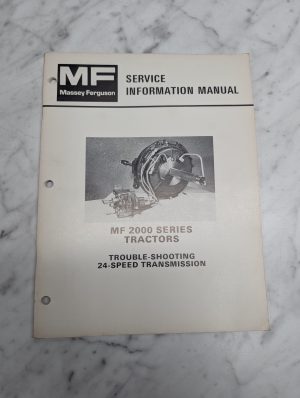 MF
Massey Ferguson
SERVICE
INFORMATION MANUAL
MF 2000 SERIES
TRACTORS
TROUBLE-SHOOTING
24-SPEED TRANSMISSION